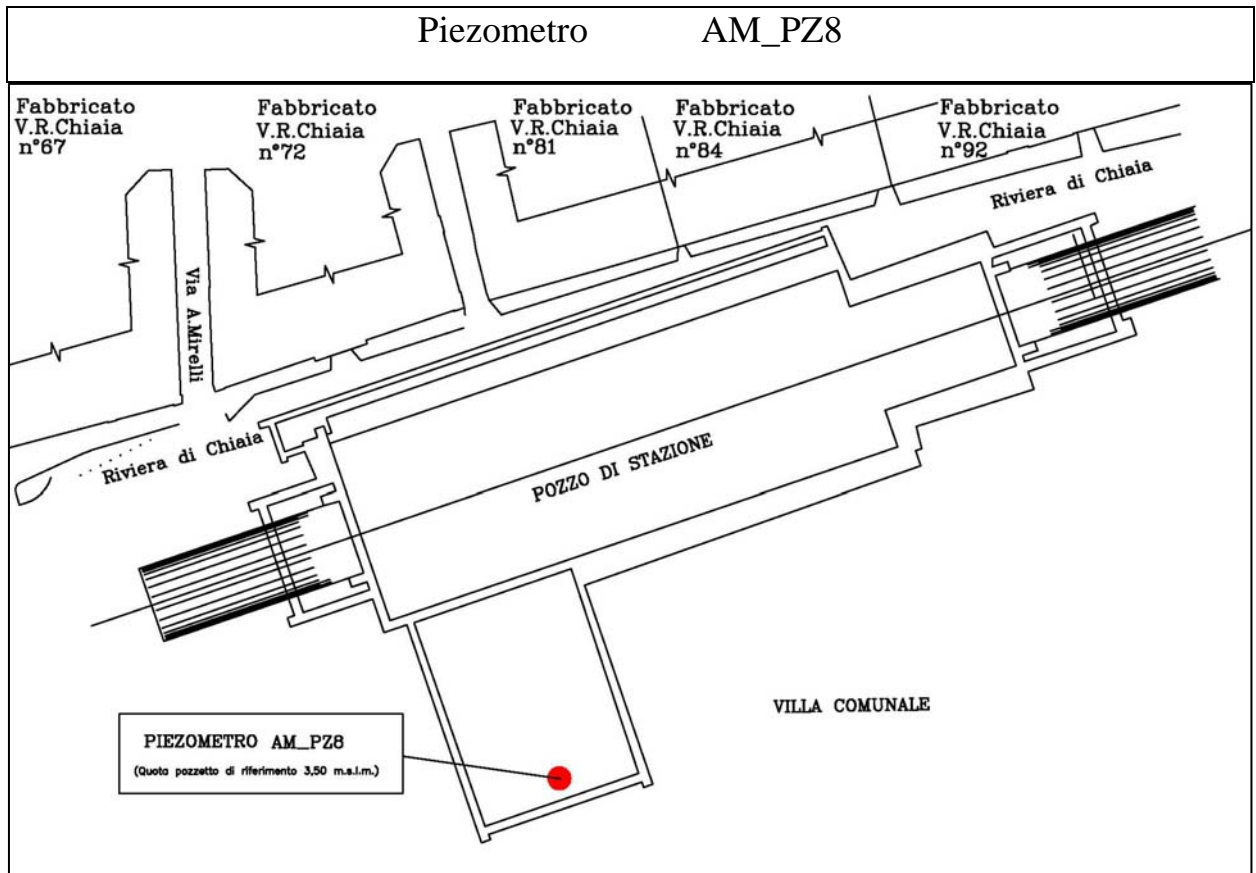 Piezometro AM_PZ8
Fabbricato
V.R.Chiaia
n°67
Fabbricato
V.R.Chiaia
n°72
Fabbricato
V.R.Chiaia
n°81
Fabbricato
V.R.Chiaia
n°84
Fabbricato
V.R.Chiaia
n°92
Riviera di Chiaia
Via A.Mirelli
Riviera di Chiaia
POZZO DI STAZIONE
VILLA COMUNALE
PIEZOMETRO AM_PZ8
(Quota pozzetto di riferimento 3,50 m.s.l.m.)